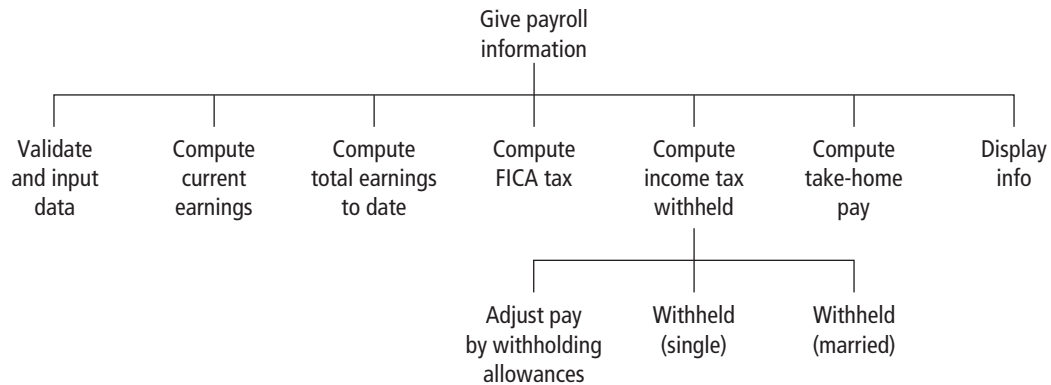 Give payroll
information
Validate
and input
data
Compute
current
earnings
Compute
total earnings
to date
Compute
FICA tax
Compute
income tax
withheld
Compute
take-home
pay
Display
info
Adjust pay
by withholding
allowances
Withheld
(single)
Withheld
(married)